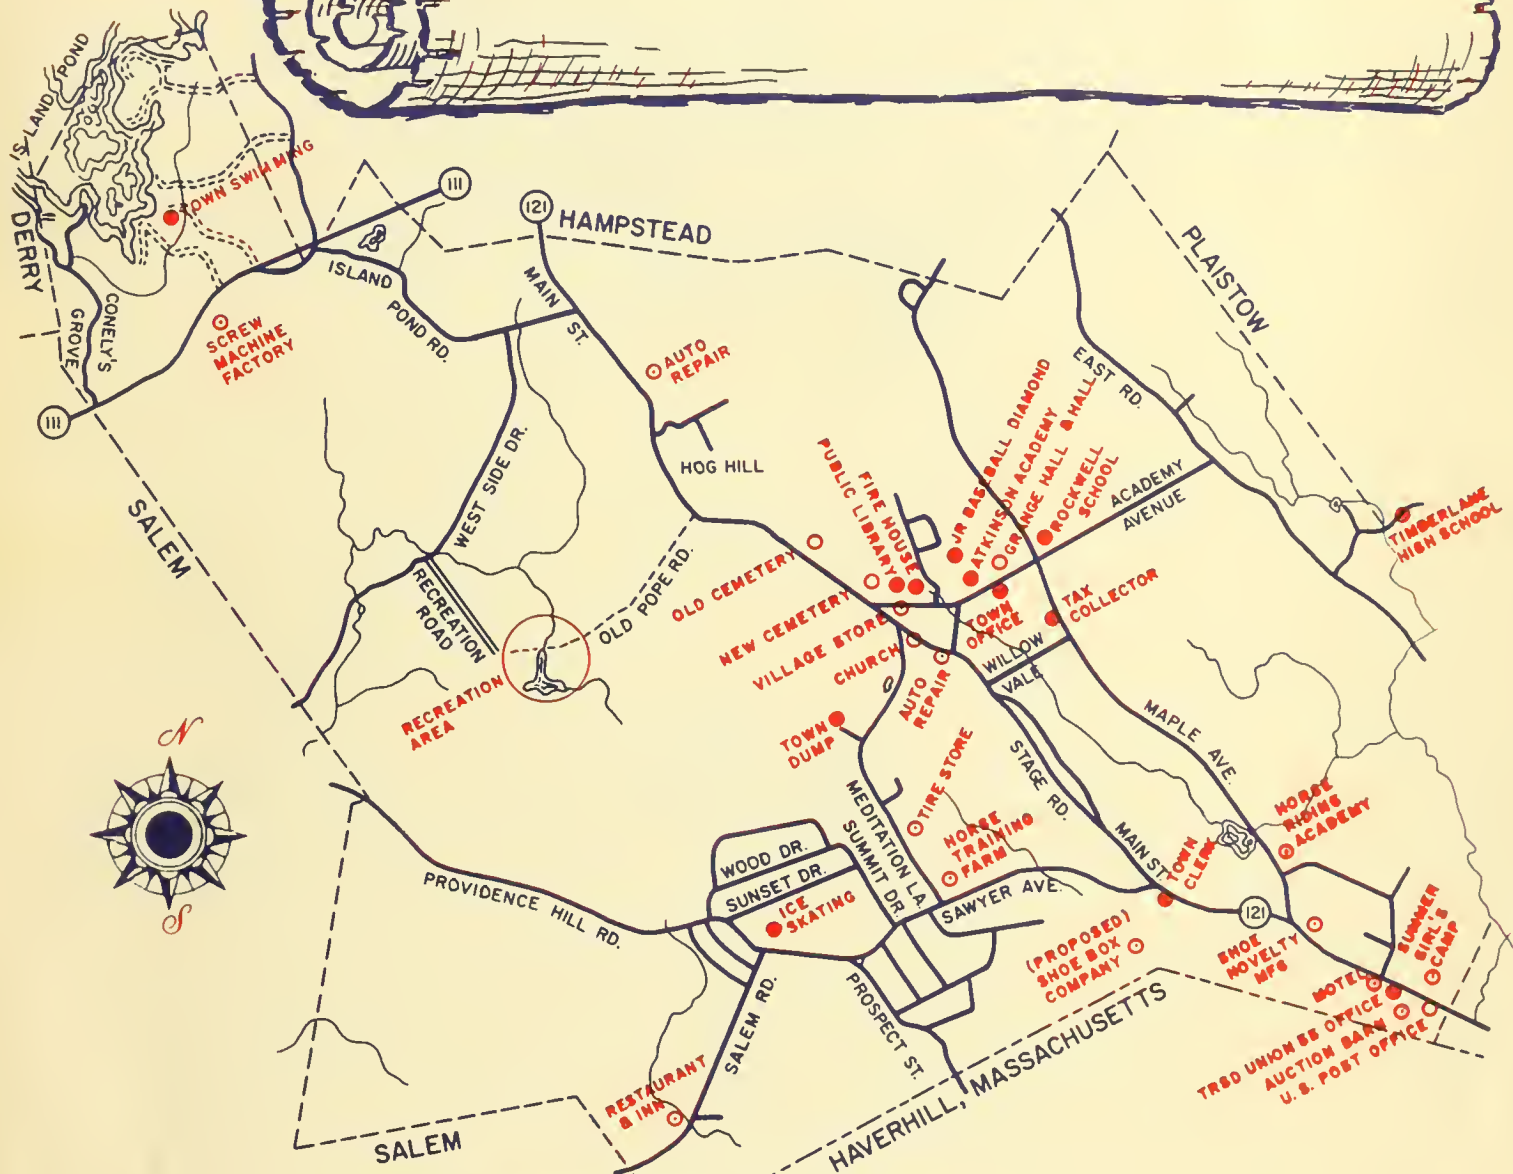 ISLAND POND
DERRY
TOWN SWIMMING
111
121
HAMPSTEAD
PLAISTOW
ISLAND
POND RD.
MAIN
ST.
CONELY'S
GROVE
SCREW
MACHINE
FACTORY
111
AUTO
REPAIR
EAST RD.
HOG HILL
WEST SIDE DR.
SALEM
PUBLIC LIBRARY
FIRE HOUSE
JR BASEBALL DIAMOND
ATKINSON ACADEMY
GRANGE HALL & HALL
ROCKWELL
SCHOOL
ACADEMY
AVENUE
TIMBERLANE
HIGH SCHOOL
RECREATION
ROAD
OLD POPE RD.
OLD CEMETERY
NEW CEMETERY
VILLAGE STORE
CHURCH
TOWN
OFFICE
TAX
COLLECTOR
WILLOW
VALE
RECREATION
AREA
AUTO
REPAIR
TOWN
DUMP
MAPLE AVE.
STAGE RD.
TIRE STORE
N
S
MEDITATION LA.
SUMMIT DR.
HORSE
TRAINING
FARM
MAIN ST.
TOWN
CLERK
HORSE
RIDING
ACADEMY
WOOD DR.
SUNSET DR.
PROVIDENCE HILL RD.
ICE
SKATING
SAWYER AVE.
121
(PROPOSED)
SHOE BOX
COMPANY
SHOE
NOVELTY
MFG
SUMMER
GIRL'S
CAMP
MOTEL
TRSD UNION 55 OFFICE
AUCTION BARN
U. S. POST OFFICE
SALEM RD.
PROSPECT ST.
RESTAURANT
& INN
SALEM
HAVERHILL, MASSACHUSETTS